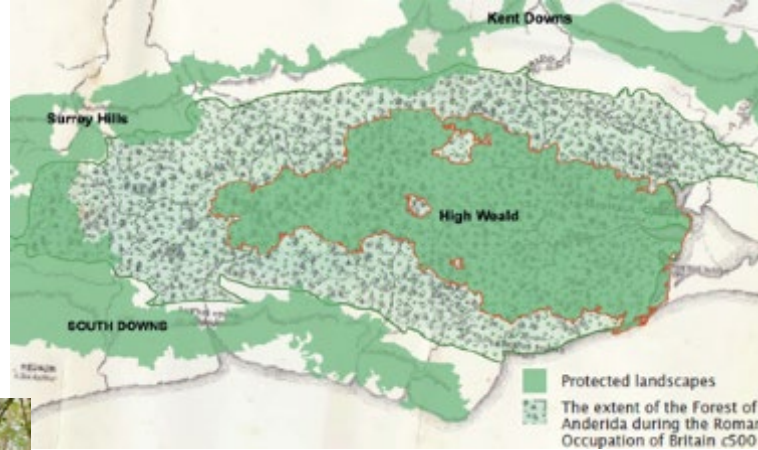 Kent Downs
Surrey Hills
High Weald
SOUTH DOWNS
Protected landscapes
The extent of the Forest of
Anderida during the Roman
Occupation of Britain c500